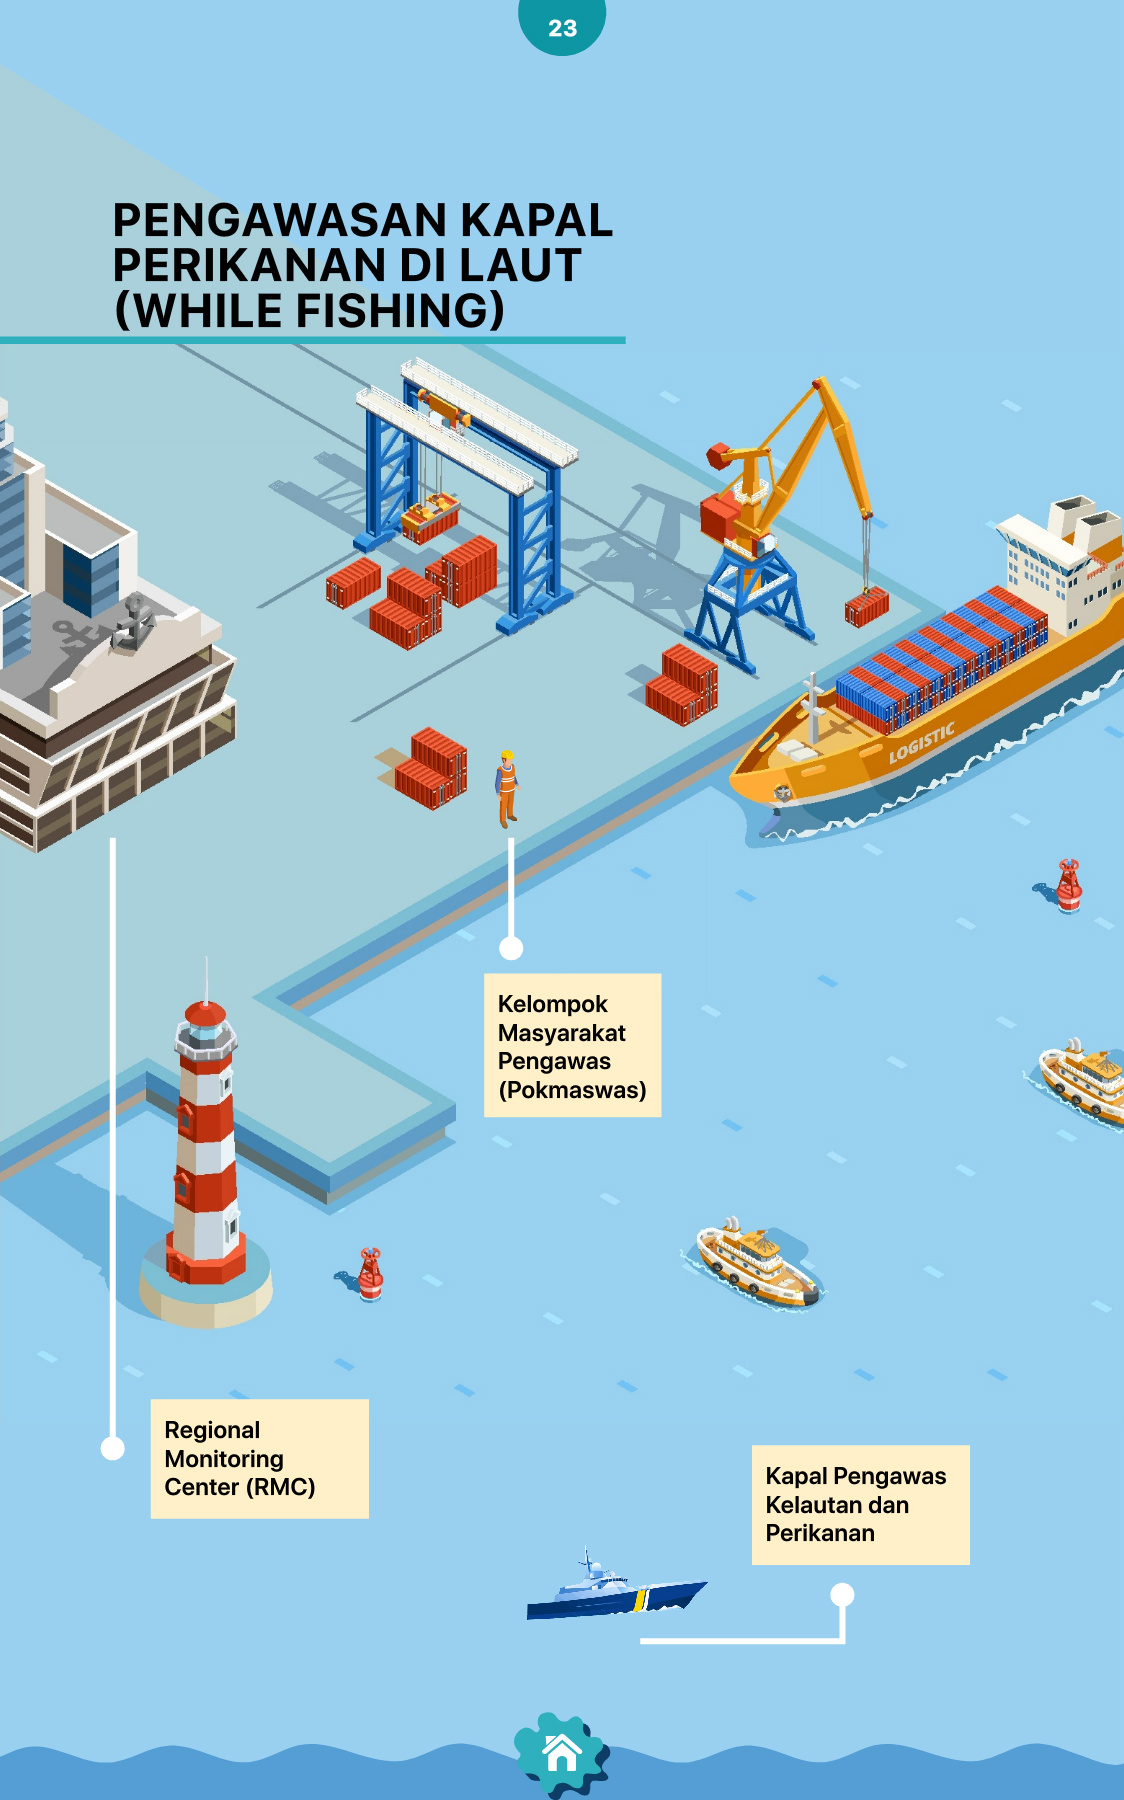 23
PENGAWASAN KAPAL
PERIKANAN DI LAUT
(WHILE FISHING)
LOGISTIC
Kelompok
Masyarakat
Pengawas
(Pokmaswas)
Regional
Monitoring
Center (RMC)
Kapal Pengawas
Kelautan dan
Perikanan